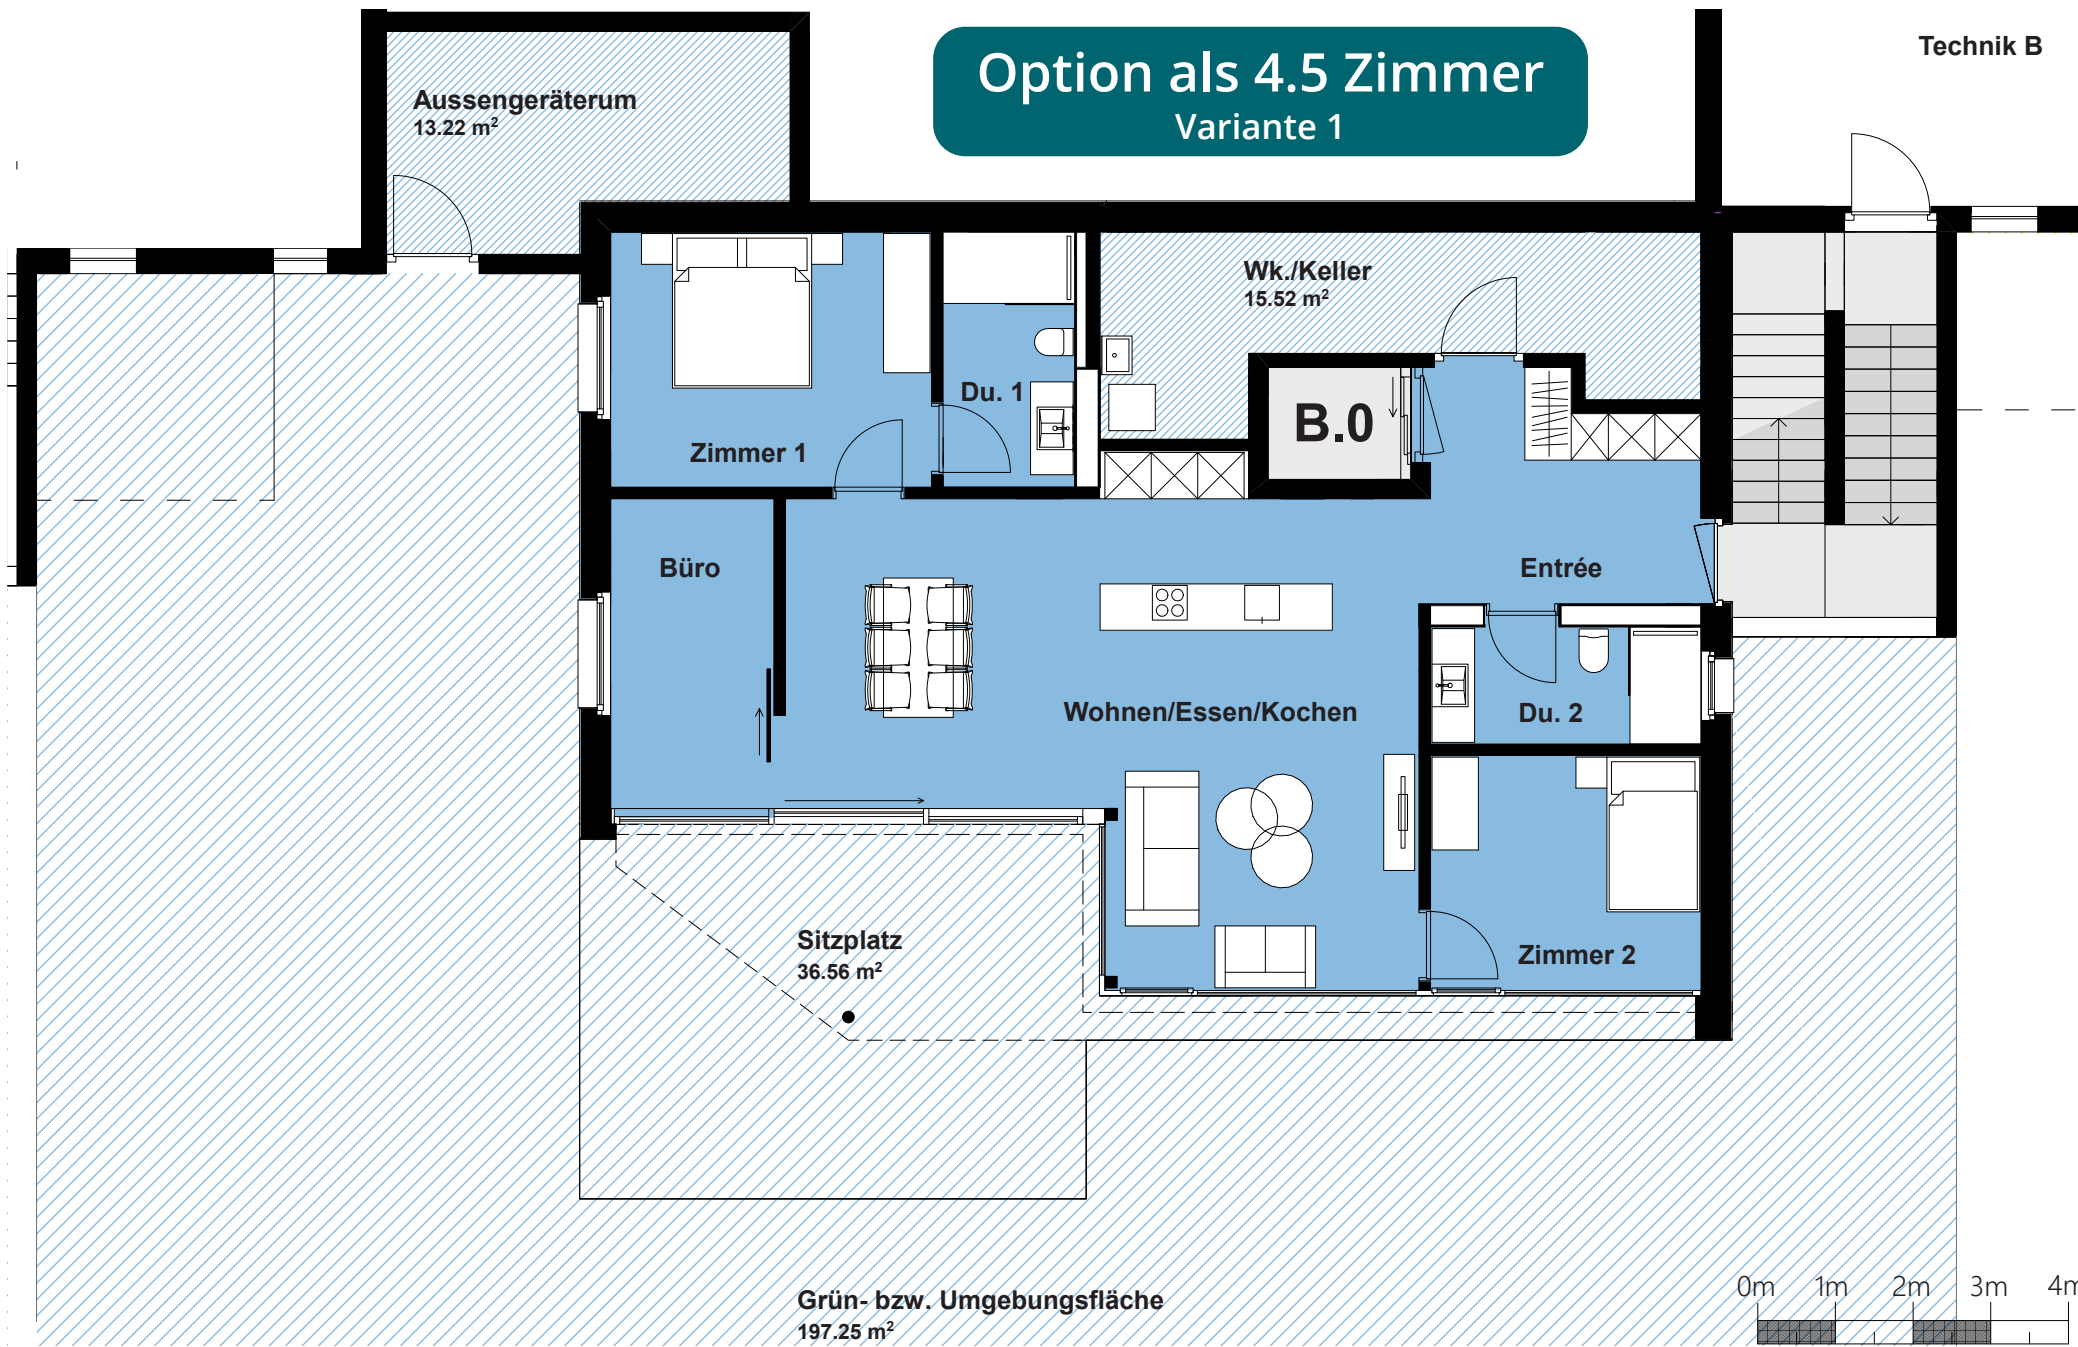 Option als 4.5 Zimmer
Variante 1
Technik B
Aussengeräterum
13.22 m²
Wk./Keller
15.52 m²
Du. 1
B.0
Zimmer 1
Büro
Entrée
Wohnen/Essen/Kochen
Du. 2
Sitzplatz
36.56 m²
Zimmer 2
Grün- bzw. Umgebungsfläche
197.25 m²
0m 1m 2m 3m 4m